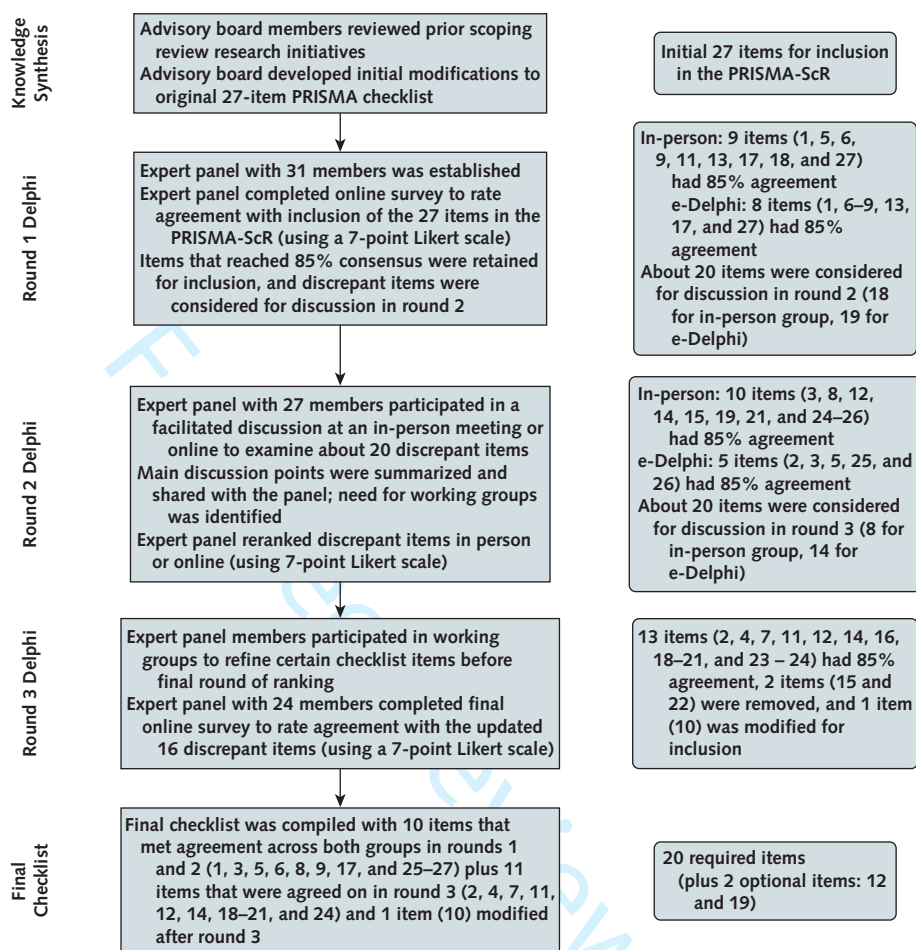 Knowledge
Synthesis
Advisory board members reviewed prior scoping
review research initiatives
Advisory board developed initial modifications to
original 27-item PRISMA checklist
Initial 27 items for inclusion
in the PRISMA-ScR
Round 1 Delphi
Expert panel with 31 members was established
Expert panel completed online survey to rate
agreement with inclusion of the 27 items in the
PRISMA-ScR (using a 7-point Likert scale)
Items that reached 85% consensus were retained
for inclusion, and discrepant items were
considered for discussion in round 2
In-person: 9 items (1, 5, 6,
9, 11, 13, 17, 18, and 27)
had 85% agreement
e-Delphi: 8 items (1, 6–9, 13,
17, and 27) had 85%
agreement
About 20 items were considered
for discussion in round 2 (18
for in-person group, 19 for
e-Delphi)
Round 2 Delphi
Expert panel with 27 members participated in a
facilitated discussion at an in-person meeting or
online to examine about 20 discrepant items
Main discussion points were summarized and
shared with the panel; need for working groups
was identified
Expert panel reranked discrepant items in person
or online (using 7-point Likert scale)
In-person: 10 items (3, 8, 12,
14, 15, 19, 21, and 24–26)
had 85% agreement
e-Delphi: 5 items (2, 3, 5, 25, and
26) had 85% agreement
About 20 items were considered
for discussion in round 3 (8 for
in-person group, 14 for
e-Delphi)
Round 3 Delphi
Expert panel members participated in working
groups to refine certain checklist items before
final round of ranking
Expert panel with 24 members completed final
online survey to rate agreement with the updated
16 discrepant items (using a 7-point Likert scale)
13 items (2, 4, 7, 11, 12, 14, 16,
18–21, and 23 – 24) had 85%
agreement, 2 items (15 and
22) were removed, and 1 item
(10) was modified for
inclusion
Final
Checklist
Final checklist was compiled with 10 items that
met agreement across both groups in rounds 1
and 2 (1, 3, 5, 6, 8, 9, 17, and 25–27) plus 11
items that were agreed on in round 3 (2, 4, 7, 11,
12, 14, 18–21, and 24) and 1 item (10) modified
after round 3
20 required items
(plus 2 optional items: 12
and 19)